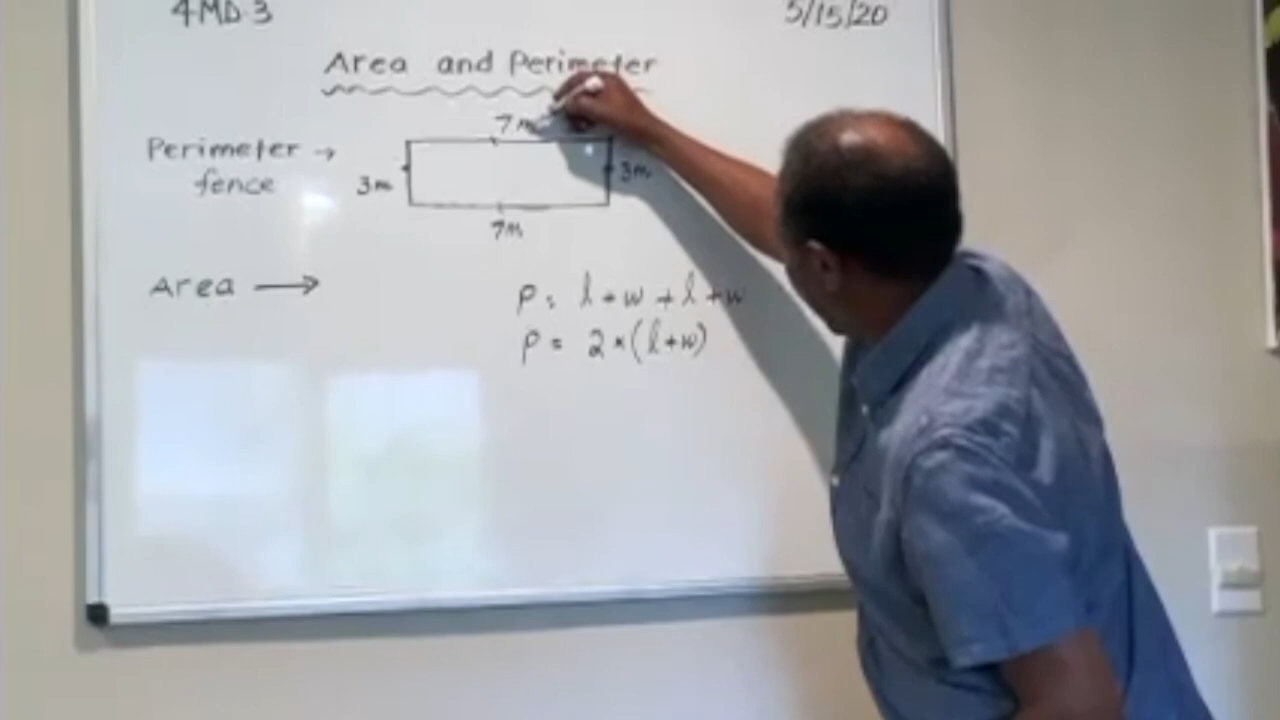 4.MD.3
5/15/20
Area and Perimeter
7m
Perimeter →
fence
3m
3m
7m
Area →
P = l + w + l + w
P = 2 × (l+w)